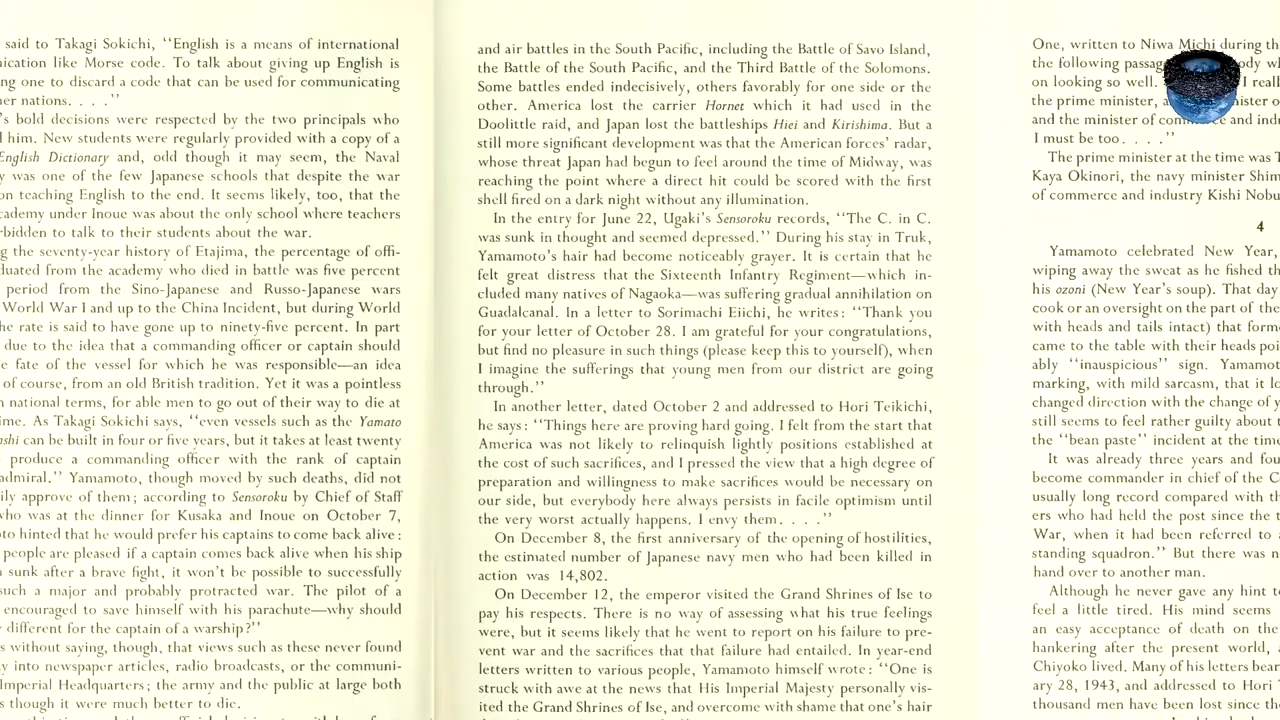 said to Takagi Sokichi, “English is a means of international
ication like Morse code. To talk about giving up English is
ng one to discard a code that can be used for communicating
er nations. . . .”
’s bold decisions were respected by the two principals who
l him. New students were regularly provided with a copy of a
English Dictionary and, odd though it may seem, the Naval
y was one of the few Japanese schools that despite the war
on teaching English to the end. It seems likely, too, that the
cademy under Inoue was about the only school where teachers
rbidden to talk to their students about the war.
g the seventy-year history of Etajima, the percentage of offi-
duated from the academy who died in battle was five percent
period from the Sino-Japanese and Russo-Japanese wars
World War I and up to the China Incident, but during World
he rate is said to have gone up to ninety-five percent. In part
due to the idea that a commanding officer or captain should
e fate of the vessel for which he was responsible—an idea
of course, from an old British tradition. Yet it was a pointless
n national terms, for able men to go out of their way to die at
ime. As Takagi Sokichi says, “even vessels such as the Yamato
ashi can be built in four or five years, but it takes at least twenty
produce a commanding officer with the rank of captain
admiral.” Yamamoto, though moved by such deaths, did not
ily approve of them; according to Sensoroku by Chief of Staff
who was at the dinner for Kusaka and Inoue on October 7,
oto hinted that he would prefer his captains to come back alive:
people are pleased if a captain comes back alive when his ship
sunk after a brave fight, it won’t be possible to successfully
such a major and probably protracted war. The pilot of a
encouraged to save himself with his parachute—why should
different for the captain of a warship?”
s without saying, though, that views such as these never found
y into newspaper articles, radio broadcasts, or the communi-
Imperial Headquarters; the army and the public at large both
s though it were much better to die.
and air battles in the South Pacific, including the Battle of Savo Island,
the Battle of the South Pacific, and the Third Battle of the Solomons.
Some battles ended indecisively, others favorably for one side or the
other. America lost the carrier Hornet which it had used in the
Doolittle raid, and Japan lost the battleships Hiei and Kirishima. But a
still more significant development was that the American forces’ radar,
whose threat Japan had begun to feel around the time of Midway, was
reaching the point where a direct hit could be scored with the first
shell fired on a dark night without any illumination.
In the entry for June 22, Ugaki’s Sensoroku records, “The C. in C.
was sunk in thought and seemed depressed.” During his stay in Truk,
Yamamoto’s hair had become noticeably grayer. It is certain that he
felt great distress that the Sixteenth Infantry Regiment—which in-
cluded many natives of Nagaoka—was suffering gradual annihilation on
Guadalcanal. In a letter to Sorimachi Eiichi, he writes: “Thank you
for your letter of October 28. I am grateful for your congratulations,
but find no pleasure in such things (please keep this to yourself), when
I imagine the sufferings that young men from our district are going
through.”
In another letter, dated October 2 and addressed to Hori Teikichi,
he says: “Things here are proving hard going. I felt from the start that
America was not likely to relinquish lightly positions established at
the cost of such sacrifices, and I pressed the view that a high degree of
preparation and willingness to make sacrifices would be necessary on
our side, but everybody here always persists in facile optimism until
the very worst actually happens. I envy them. . . .”
On December 8, the first anniversary of the opening of hostilities,
the estimated number of Japanese navy men who had been killed in
action was 14,802.
On December 12, the emperor visited the Grand Shrines of Ise to
pay his respects. There is no way of assessing what his true feelings
were, but it seems likely that he went to report on his failure to pre-
vent war and the sacrifices that that failure had entailed. In year-end
letters written to various people, Yamamoto himself wrote: “One is
struck with awe at the news that His Imperial Majesty personally vis-
ited the Grand Shrines of Ise, and overcome with shame that one’s hair
One, written to Niwa Michi during th
the following passag ody wh
on looking so well. I reall
the prime minister, a ister o
and the minister of com ce and indu
I must be too. . . .”
The prime minister at the time was T
Kaya Okinori, the navy minister Shim
of commerce and industry Kishi Nobu
4
Yamamoto celebrated New Year,
wiping away the sweat as he fished th
his ozoni (New Year’s soup). That day
cook or an oversight on the part of the
with heads and tails intact) that form
came to the table with their heads poi
ably “inauspicious” sign. Yamamot
marking, with mild sarcasm, that it lo
changed direction with the change of y
still seems to feel rather guilty about t
the “bean paste” incident at the time
It was already three years and fou
become commander in chief of the Co
usually long record compared with th
ers who had held the post since the t
War, when it had been referred to a
standing squadron.” But there was n
hand over to another man.
Although he never gave any hint t
feel a little tired. His mind seems
an easy acceptance of death on the
hankering after the present world, a
Chiyoko lived. Many of his letters bear
ary 28, 1943, and addressed to Hori T
thousand men have been lost since the